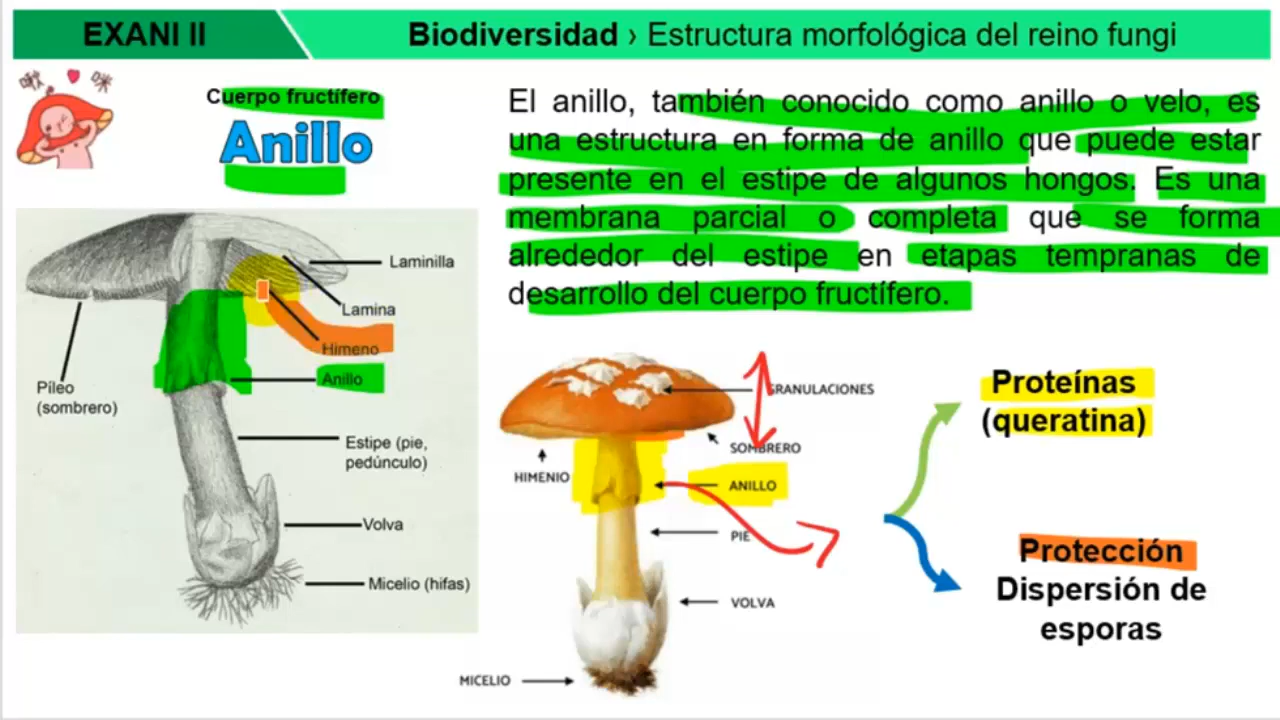 EXANI II
Biodiversidad › Estructura morfológica del reino fungi
Cuerpo fructífero
Anillo
El anillo, también conocido como anillo o velo, es
una estructura en forma de anillo que puede estar
presente en el estipe de algunos hongos. Es una
membrana parcial o completa que se forma
alrededor del estipe en etapas tempranas de
desarrollo del cuerpo fructífero.
Laminilla
Lamina
Himeno
Anillo
Píleo
(sombrero)
Estipe (pie,
pedúnculo)
Volva
Micelio (hifas)
GRANULACIONES
SOMBRERO
HIMENIO
ANILLO
PIE
VOLVA
MICELIO
Proteínas
(queratina)
Protección
Dispersión de
esporas